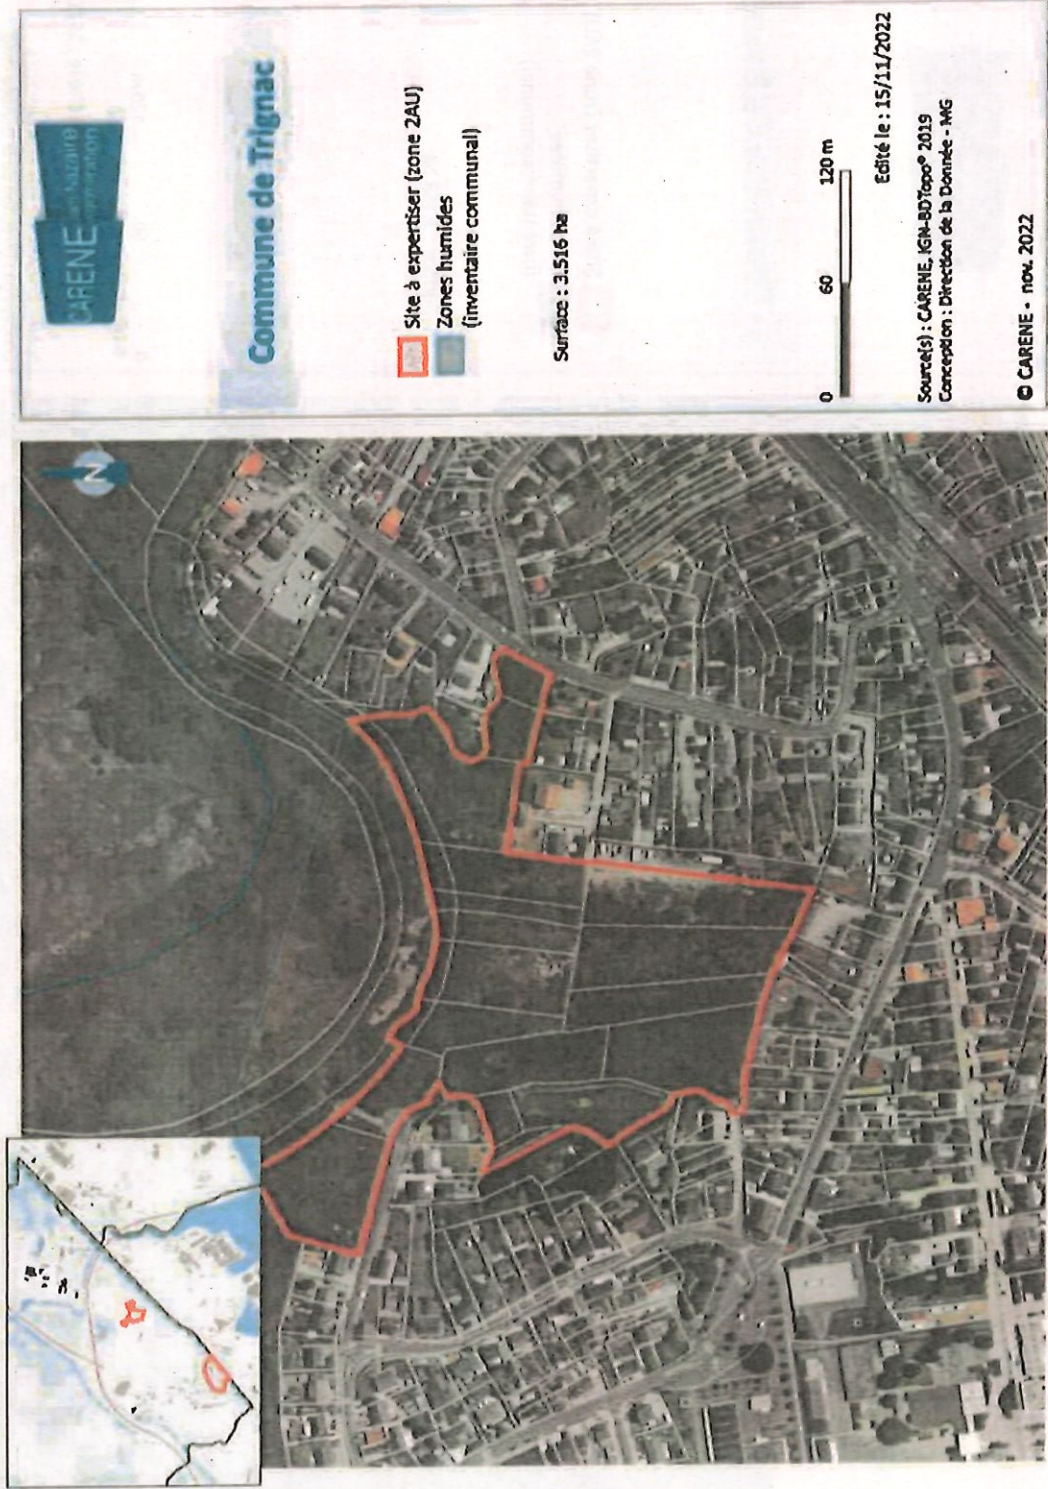 CARENE
Commune de Trignac
Site à expertiser (zone 2AU)
Zones humides
(inventaire communal)
Surface : 3.516 ha
0 60 120 m
Edité le : 15/11/2022
Source(s) : CARENE, IGN-BDTopo® 2019
Conception : Direction de la Donnée - MG
© CARENE - nov. 2022
N